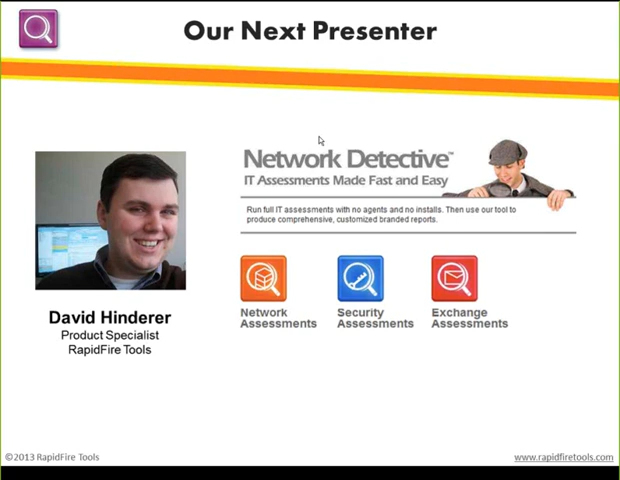 Our Next Presenter
Network Detective™
IT Assessments Made Fast and Easy
Run full IT assessments with no agents and no installs. Then use our tool to
produce comprehensive, customized branded reports.
David Hinderer
Product Specialist
RapidFire Tools
Network
Assessments
Security
Assessments
Exchange
Assessments
©2013 RapidFire Tools
www.rapidfiretools.com